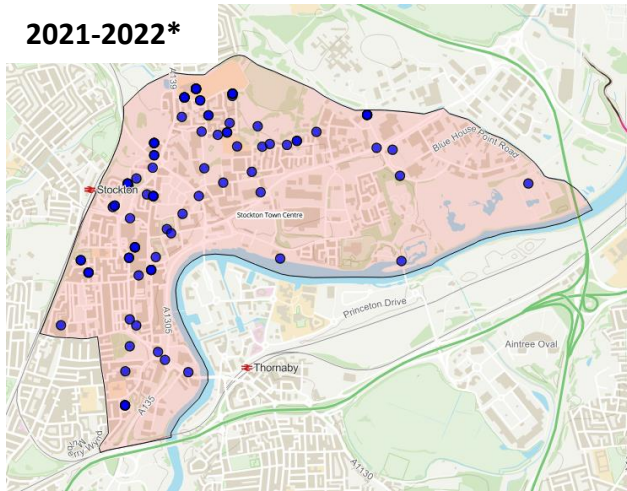 2021-2022*
A139
Blue House Point Road
Stockton
Stockton Town Centre
Princeton Drive
A1305
Aintree Oval
Thornaby
A135
A1130